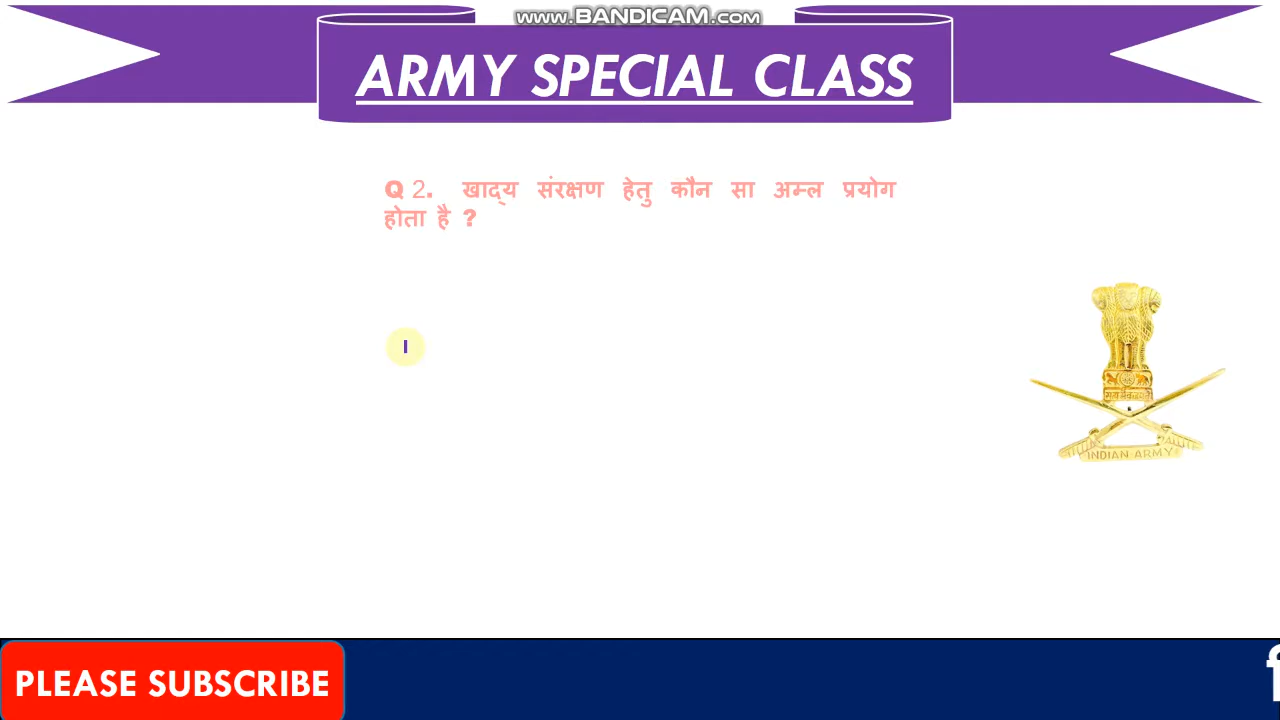 www.BANDICAM.com
ARMY SPECIAL CLASS
Q 2. खाद्य संरक्षण हेतु कौन सा अम्ल प्रयोग
होता है ?
INDIAN ARMY
PLEASE SUBSCRIBE
f